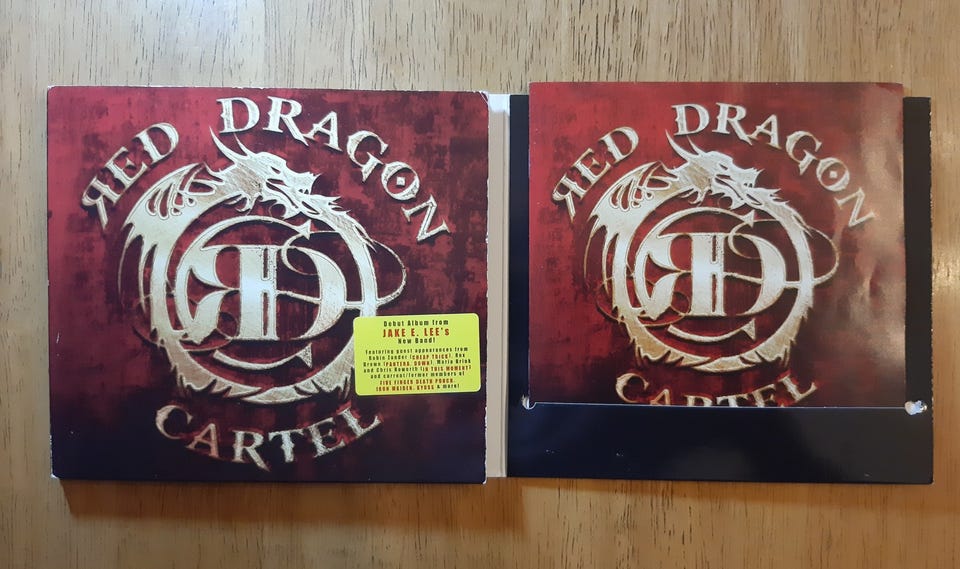 RED DRAGON
CARTEL
Debut Album from
JAKE E. LEE's
New Band!
Featuring guest appearances from
Robin Zander (CHEAP TRICK), Rex
Brown (PANTERA, DOWN), Maria Brink
and Chris Howorth (IN THIS MOMENT)
and current/former members of
FIVE FINGER DEATH PUNCH,
IRON MAIDEN, KYUSS & more!
RED DRAGON
CARTEL